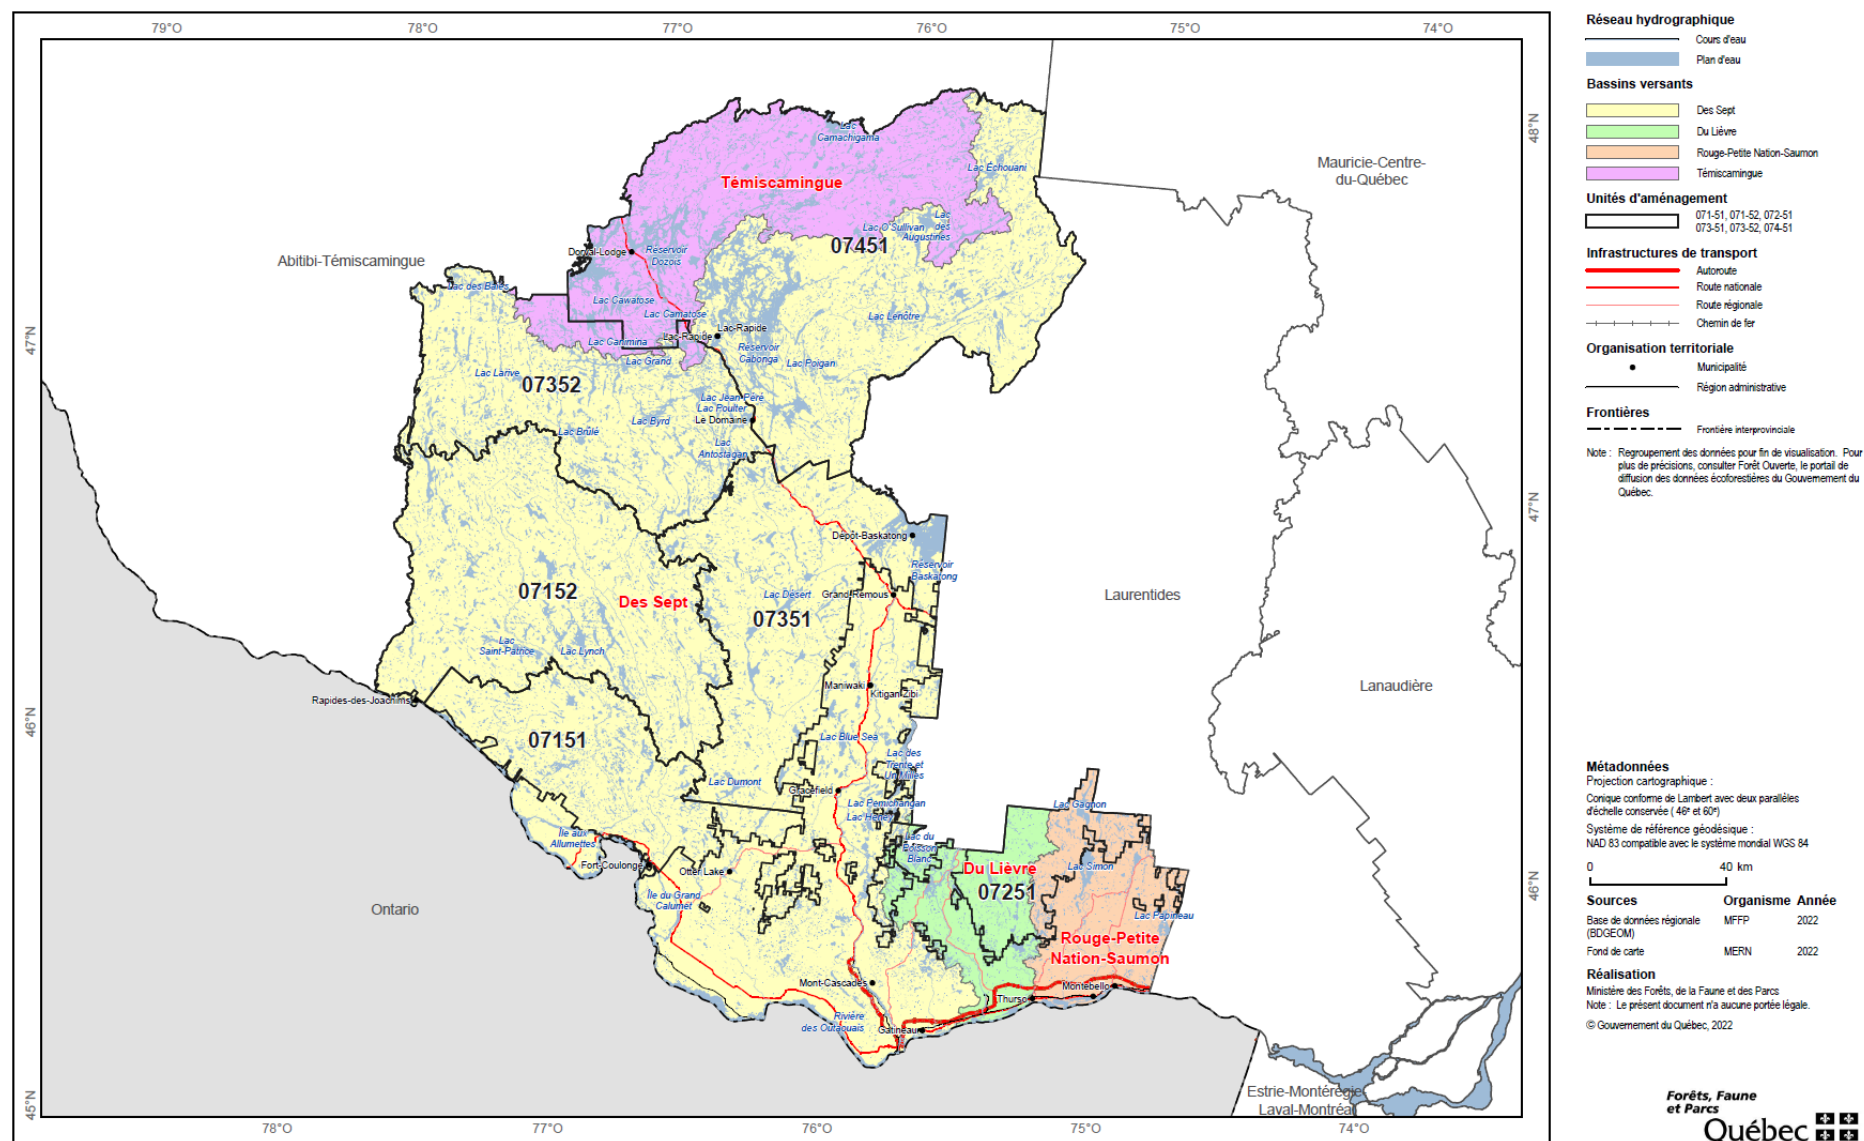 79°O 78°O 77°O 76°O 75°O 74°O
48°N
47°N
46°N
45°N
48°N
47°N
46°N
78°O 77°O 76°O 75°O 74°O
Abitibi-Témiscamingue
Mauricie-Centre-
du-Québec
Laurentides
Lanaudière
Ontario
Estrie-Montérégie
Laval-Montréal
Témiscamingue
Des Sept
Du Lièvre
Rouge-Petite
Nation-Saumon
07451
07352
07152
07351
07151
07251
Lac
Camachigama
Lac Échouani
Lac O'Sullivan
Lac
des
Augustines
Réservoir
Dozois
Dorval-Lodge
Lac des Baies
Lac Gawatose
Lac Camatose
Lac Canimina
Lac-Rapide
Lac-Rapide
Lac Grand
Réservoir
Cabonga
Lac Lenôtre
Lac Poigan
Lac Larive
Lac Jean-Péré
Lac Poulter
Le Domaine
Lac Byrd
Lac Brûlé
Lac
Antostagan
Dépôt-Baskatong
Réservoir
Baskatong
Lac Désert
Grand-Remous
Lac
Saint-Patrice
Lac Lynch
Rapides-des-Joachims
Maniwaki
Kitigan Zibi
Lac Blue Sea
Lac des
Trente et
Un Milles
Lac Dumont
Gracefield
Lac Pemichangan
Lac Heney
Lac du
Poisson
Blanc
Lac Gagnon
Lac Simon
Lac Papineau
Île aux
Allumettes
Fort-Coulonge
Otter Lake
Île du Grand
Calumet
Mont-Cascades
Rivière
des Outaouais
Gatineau
Thurso
Montebello
Réseau hydrographique
Cours d'eau
Plan d'eau
Bassins versants
Des Sept
Du Lièvre
Rouge-Petite Nation-Saumon
Témiscamingue
Unités d'aménagement
071-51, 071-52, 072-51
073-51, 073-52, 074-51
Infrastructures de transport
Autoroute
Route nationale
Route régionale
Chemin de fer
Organisation territoriale
Municipalité
Région administrative
Frontières
Frontière interprovinciale
Note : Regroupement des données pour fin de visualisation. Pour
plus de précisions, consulter Forêt Ouverte, le portail de
diffusion des données écoforestières du Gouvernement du
Québec.
Métadonnées
Projection cartographique :
Conique conforme de Lambert avec deux parallèles
d'échelle conservée ( 46e et 60e)
Système de référence géodésique :
NAD 83 compatible avec le système mondial WGS 84
0 40 km
Sources Organisme Année
Base de données régionale MFFP 2022
(BDGEOM)
Fond de carte MERN 2022
Réalisation
Ministère des Forêts, de la Faune et des Parcs
Note : Le présent document n'a aucune portée légale.
© Gouvernement du Québec, 2022
Forêts, Faune
et Parcs
Québec